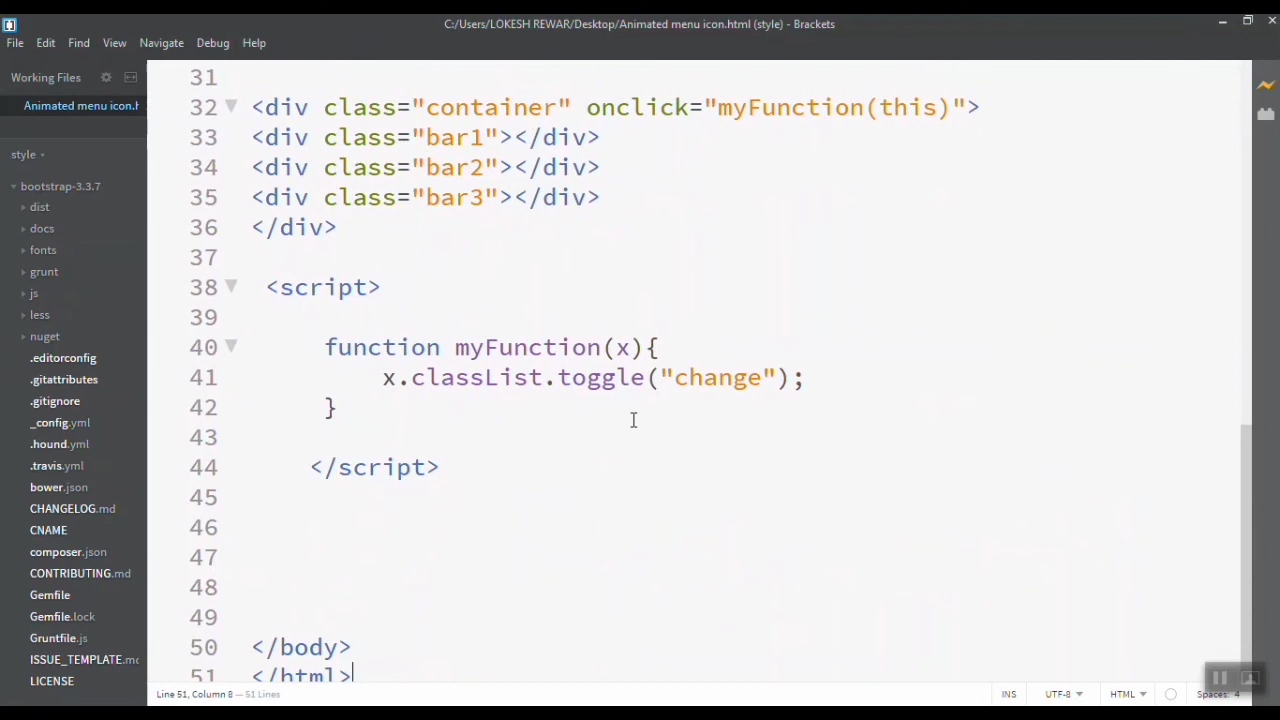 C:/Users/LOKESH REWAR/Desktop/Animated menu icon.html (style) - Brackets
File Edit Find View Navigate Debug Help
Working Files
Animated menu icon.h
style
bootstrap-3.3.7
dist
docs
fonts
grunt
js
less
nuget
.editorconfig
.gitattributes
.gitignore
_config.yml
.hound.yml
.travis.yml
bower.json
CHANGELOG.md
CNAME
composer.json
CONTRIBUTING.md
Gemfile
Gemfile.lock
Gruntfile.js
ISSUE_TEMPLATE.mc
LICENSE
31
32 <div class="container" onclick="myFunction(this)">
33 <div class="bar1"></div>
34 <div class="bar2"></div>
35 <div class="bar3"></div>
36 </div>
37
38 <script>
39
40 function myFunction(x){
41 x.classList.toggle("change");
42 }
43
44 </script>
45
46
47
48
49
50 </body>
51 </html>
Line 51, Column 8 — 51 Lines
INS UTF-8 HTML Spaces: 4